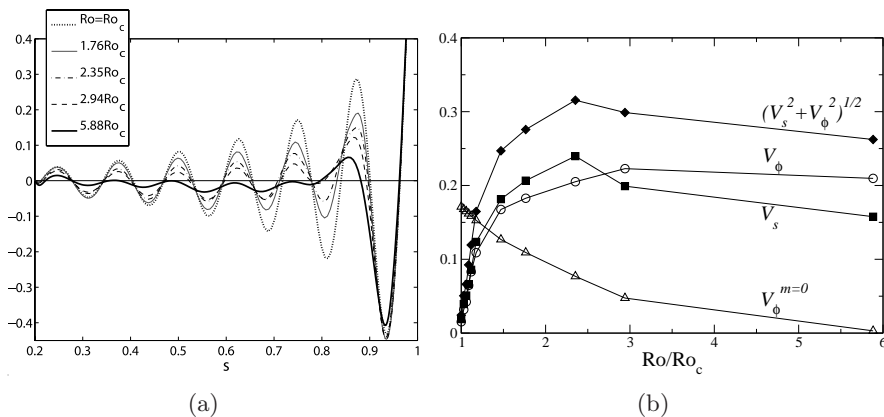 Ro=Ro_c
1.76Ro_c
2.35Ro_c
2.94Ro_c
5.88Ro_c
0.4
0.3
0.2
0.1
0
-0.1
-0.2
-0.3
-0.4
0.2 0.3 0.4 0.5 0.6 0.7 0.8 0.9 1
s
(a)
0.4
0.3
0.2
0.1
0
(V_s^2+V_ϕ^2)^{1/2}
V_ϕ
V_s
V_ϕ^{m=0}
1 2 3 4 5 6
Ro/Ro_c
(b)